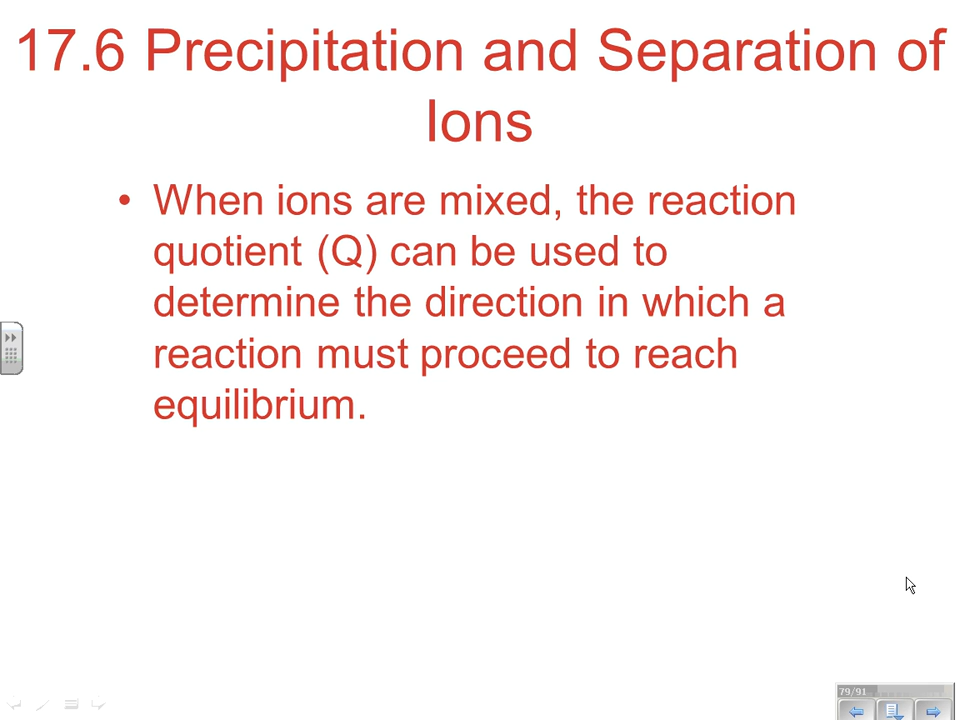 17.6 Precipitation and Separation of
Ions
• When ions are mixed, the reaction
quotient (Q) can be used to
determine the direction in which a
reaction must proceed to reach
equilibrium.
79/91